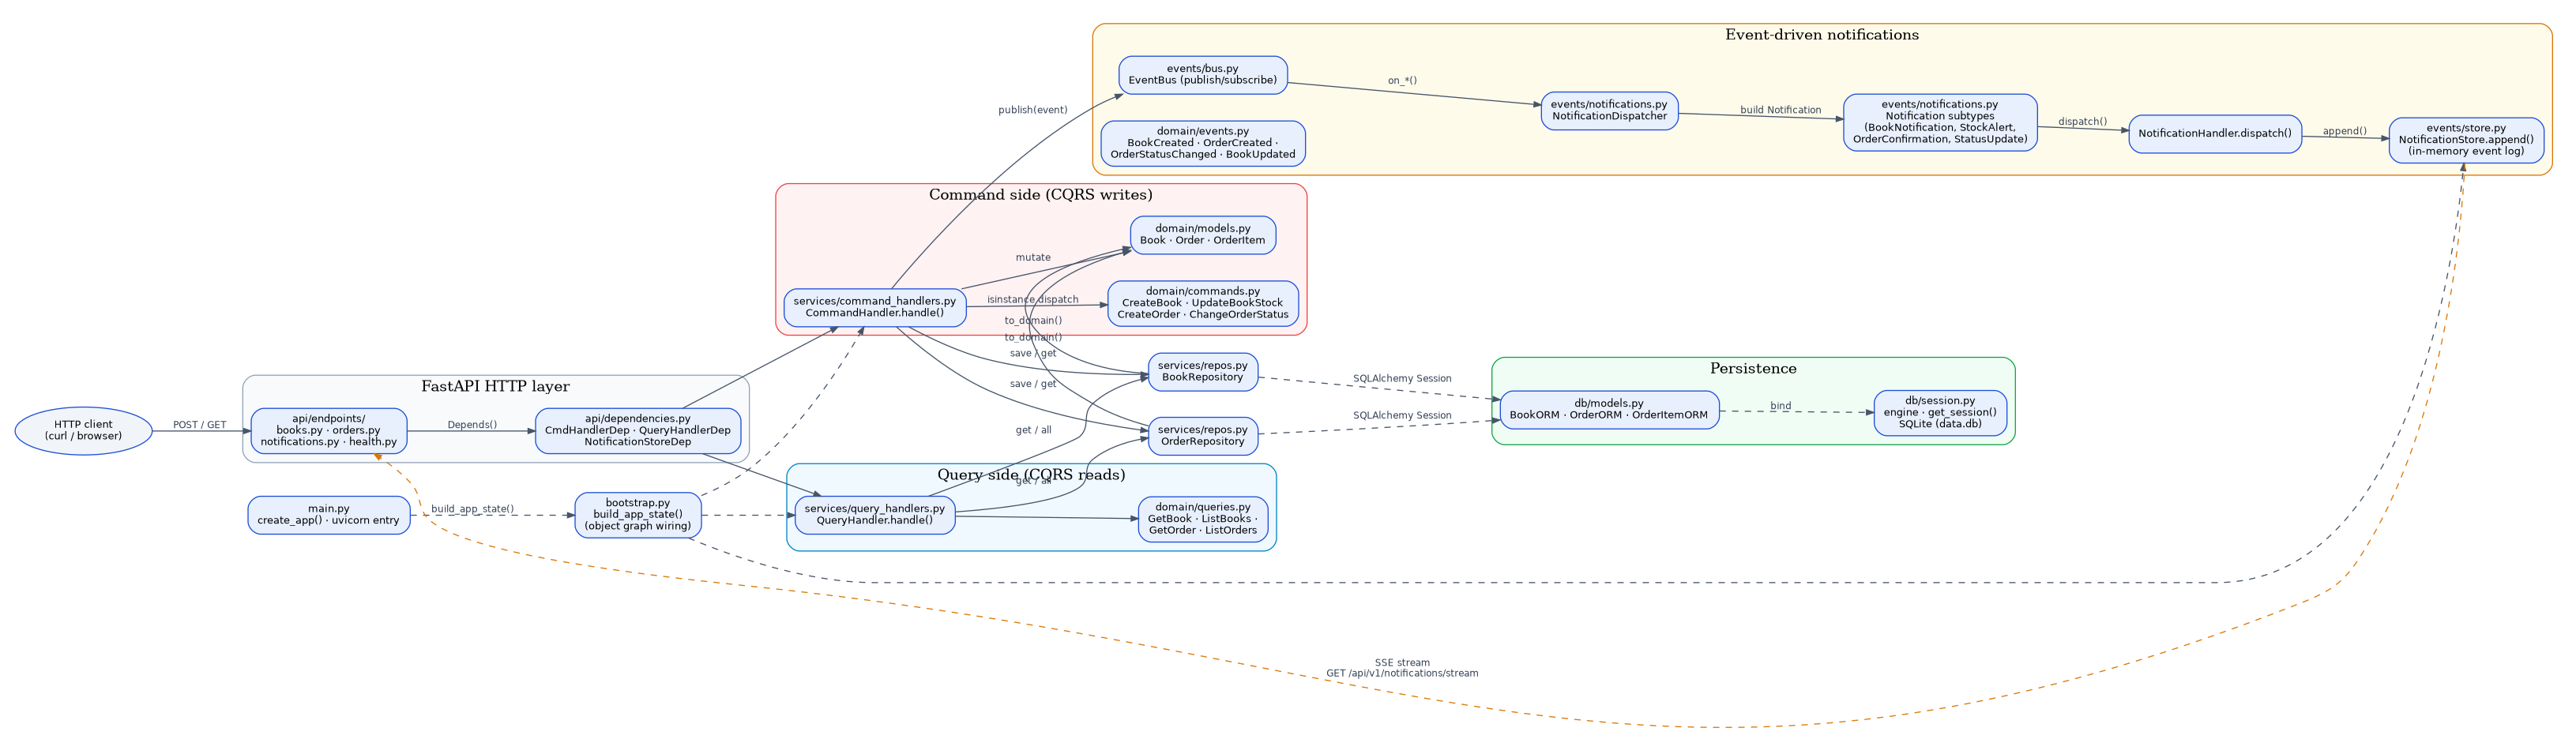 Event-driven notifications
events/bus.py
EventBus (publish/subscribe)
on_*()
publish(event)
events/notifications.py
NotificationDispatcher
build Notification
events/notifications.py
Notification subtypes
(BookNotification, StockAlert,
OrderConfirmation, StatusUpdate)
dispatch()
NotificationHandler.dispatch()
append()
events/store.py
NotificationStore.append()
(in-memory event log)
domain/events.py
BookCreated · OrderCreated ·
OrderStatusChanged · BookUpdated
Command side (CQRS writes)
domain/models.py
Book · Order · OrderItem
mutate
services/command_handlers.py
CommandHandler.handle()
isinstance dispatch
domain/commands.py
CreateBook · UpdateBookStock
CreateOrder · ChangeOrderStatus
to_domain()
to_domain()
save / get
save / get
services/repos.py
BookRepository
SQLAlchemy Session
services/repos.py
OrderRepository
SQLAlchemy Session
Persistence
db/models.py
BookORM · OrderORM · OrderItemORM
bind
db/session.py
engine · get_session()
SQLite (data.db)
FastAPI HTTP layer
HTTP client
(curl / browser)
POST / GET
api/endpoints/
books.py · orders.py
notifications.py · health.py
Depends()
api/dependencies.py
CmdHandlerDep · QueryHandlerDep
NotificationStoreDep
get / all
Query side (CQRS reads)
get / all
main.py
create_app() · uvicorn entry
build_app_state()
bootstrap.py
build_app_state()
(object graph wiring)
services/query_handlers.py
QueryHandler.handle()
domain/queries.py
GetBook · ListBooks ·
GetOrder · ListOrders
SSE stream
GET /api/v1/notifications/stream